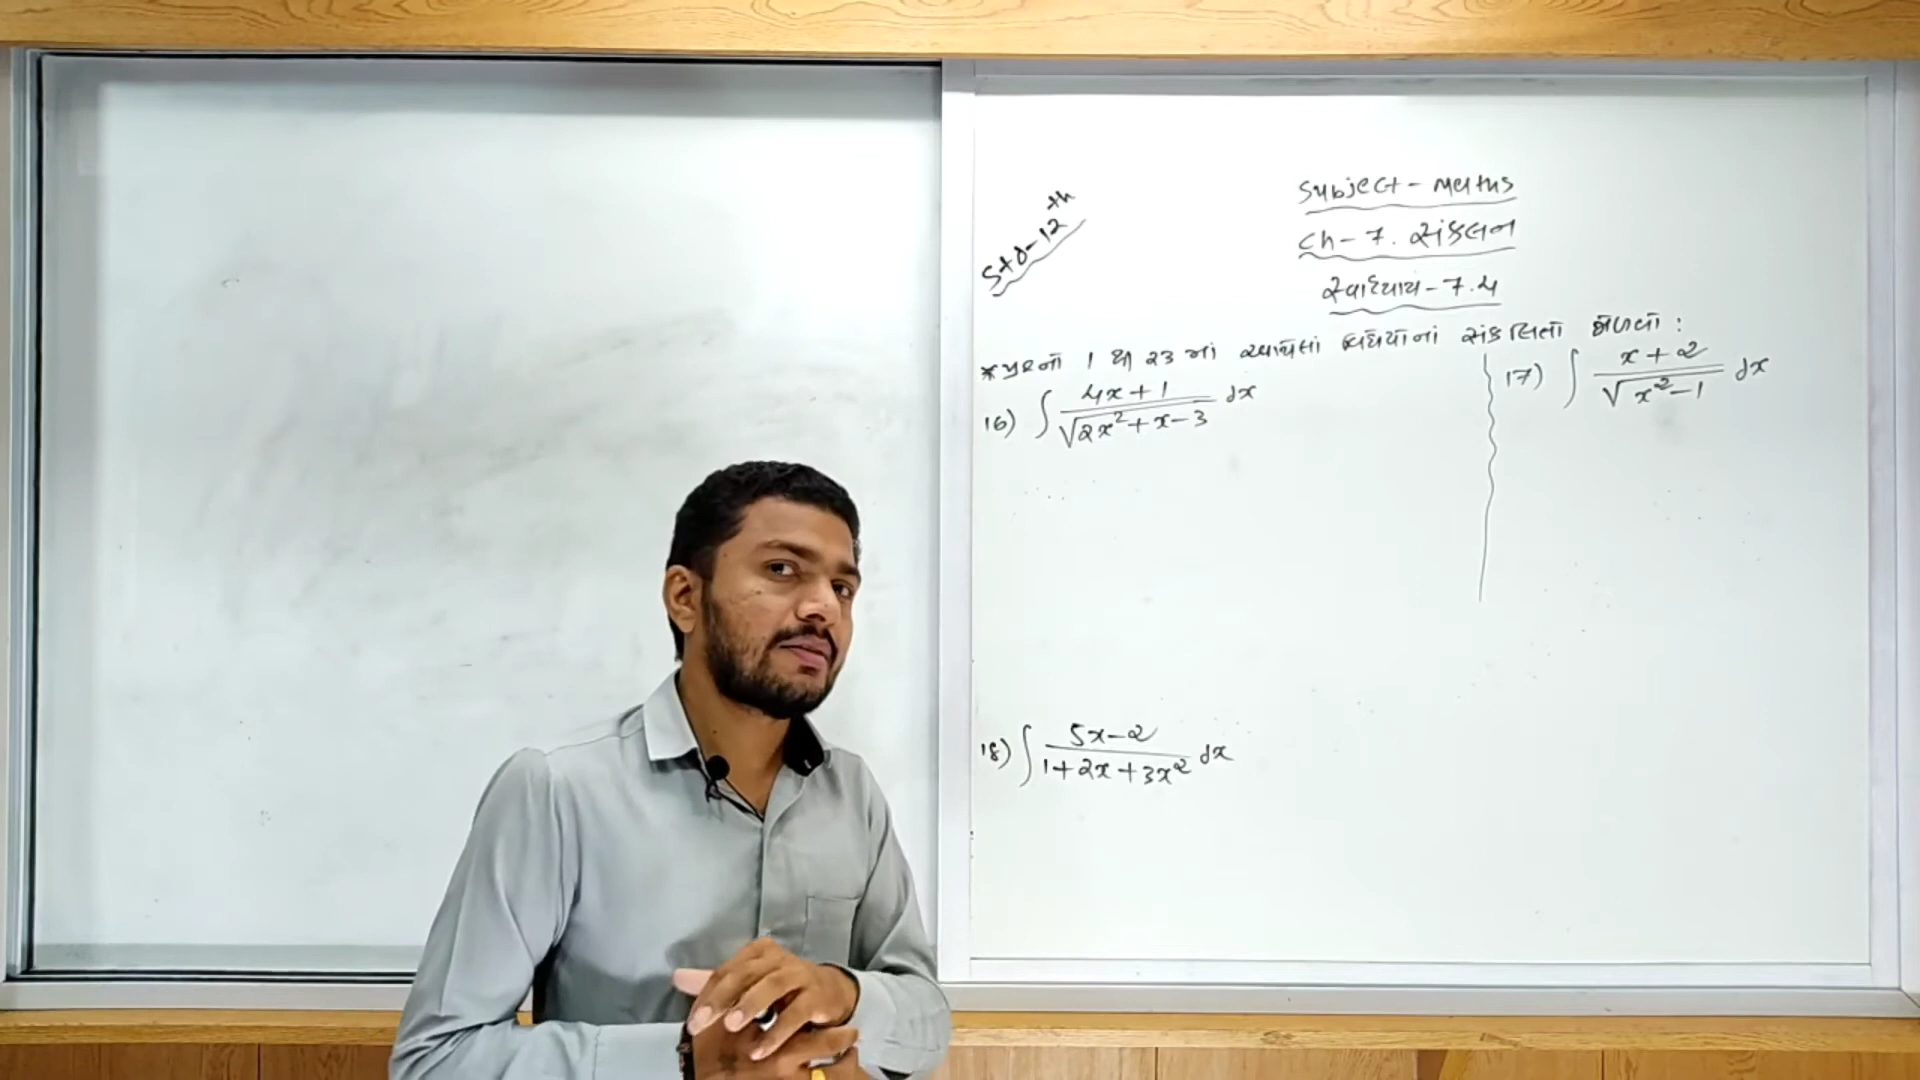 Std-12th
Subject - Maths
Ch-7. સંકલન
સ્વાધ્યાય-7.4
*પ્રશ્નો 1 થી 23 માં આપેલાં વિધેયોનાં સંકલિતો મેળવો :
16) ∫ (4x+1)/√(2x²+x-3) dx
17) ∫ (x+2)/√(x²-1) dx
18) ∫ (5x-2)/(1+2x+3x²) dx